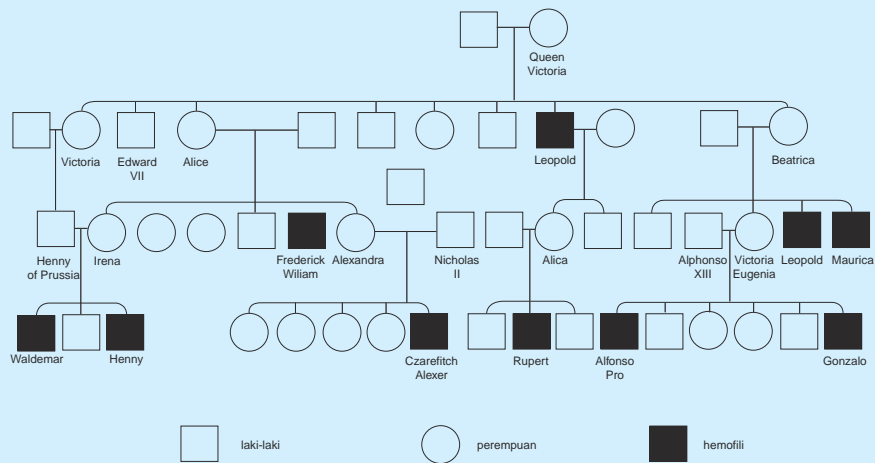 Queen
Victoria
Victoria
Edward
VII
Alice
Leopold
Beatrica
Henny
of Prussia
Irena
Frederick
Wiliam
Alexandra
Nicholas
II
Alica
Alphonso
XIII
Victoria
Eugenia
Leopold
Maurica
Waldemar
Henny
Czarefitch
Alexer
Rupert
Alfonso
Pro
Gonzalo
laki-laki
perempuan
hemofili